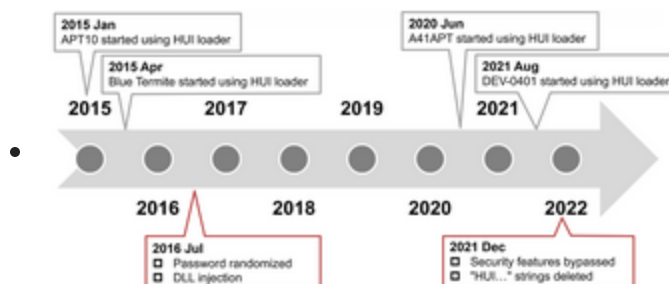 2015 Jan
APT10 started using HUI loader
2015 Apr
Blue Termite started using HUI loader
2020 Jun
A41APT started using HUI loader
2021 Aug
DEV-0401 started using HUI loader
2015
2017
2019
2021
2016
2018
2020
2022
2016 Jul
Password randomized
DLL injection
2021 Dec
Security features bypassed
"HUI..." strings deleted